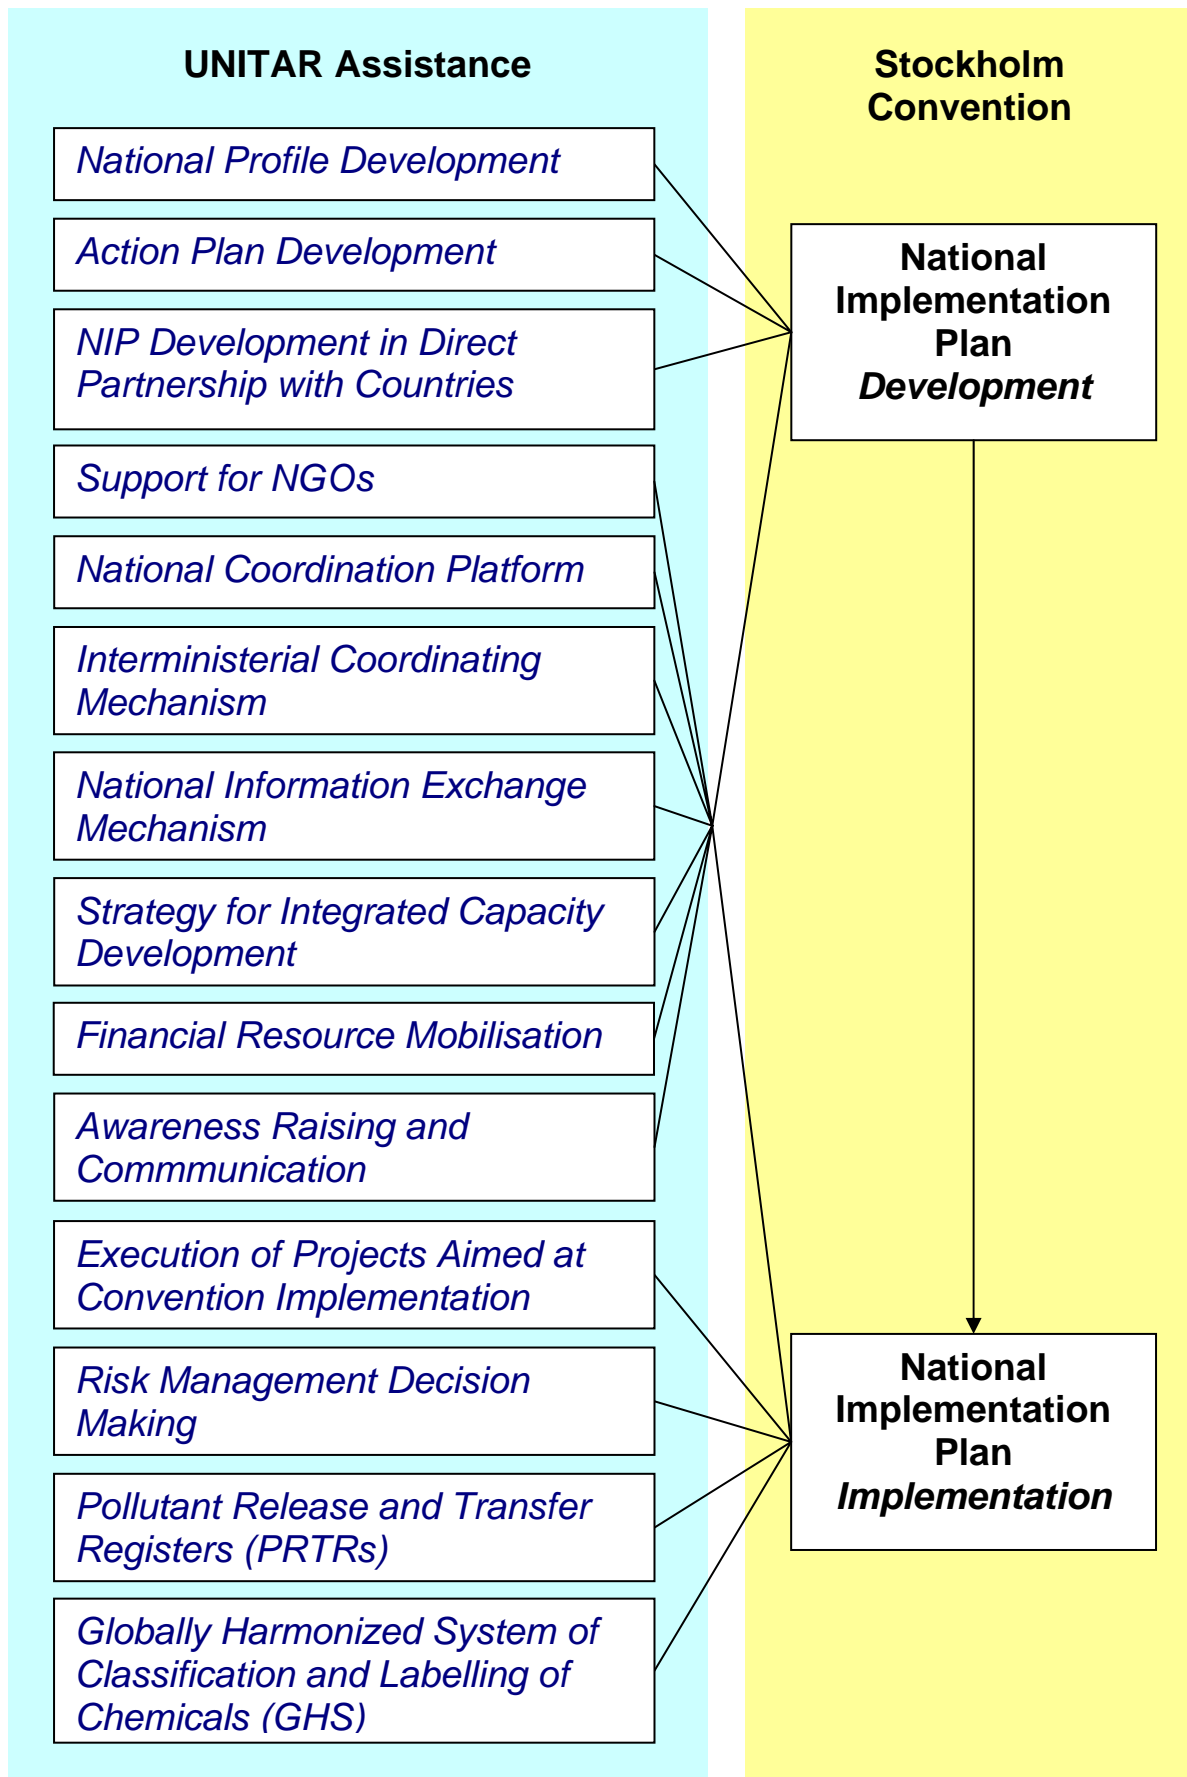 UNITAR Assistance
National Profile Development
Action Plan Development
NIP Development in Direct
Partnership with Countries
Support for NGOs
National Coordination Platform
Interministerial Coordinating
Mechanism
National Information Exchange
Mechanism
Strategy for Integrated Capacity
Development
Financial Resource Mobilisation
Awareness Raising and
Commmunication
Execution of Projects Aimed at
Convention Implementation
Risk Management Decision
Making
Pollutant Release and Transfer
Registers (PRTRs)
Globally Harmonized System of
Classification and Labelling of
Chemicals (GHS)
Stockholm
Convention
National
Implementation
Plan
Development
National
Implementation
Plan
Implementation